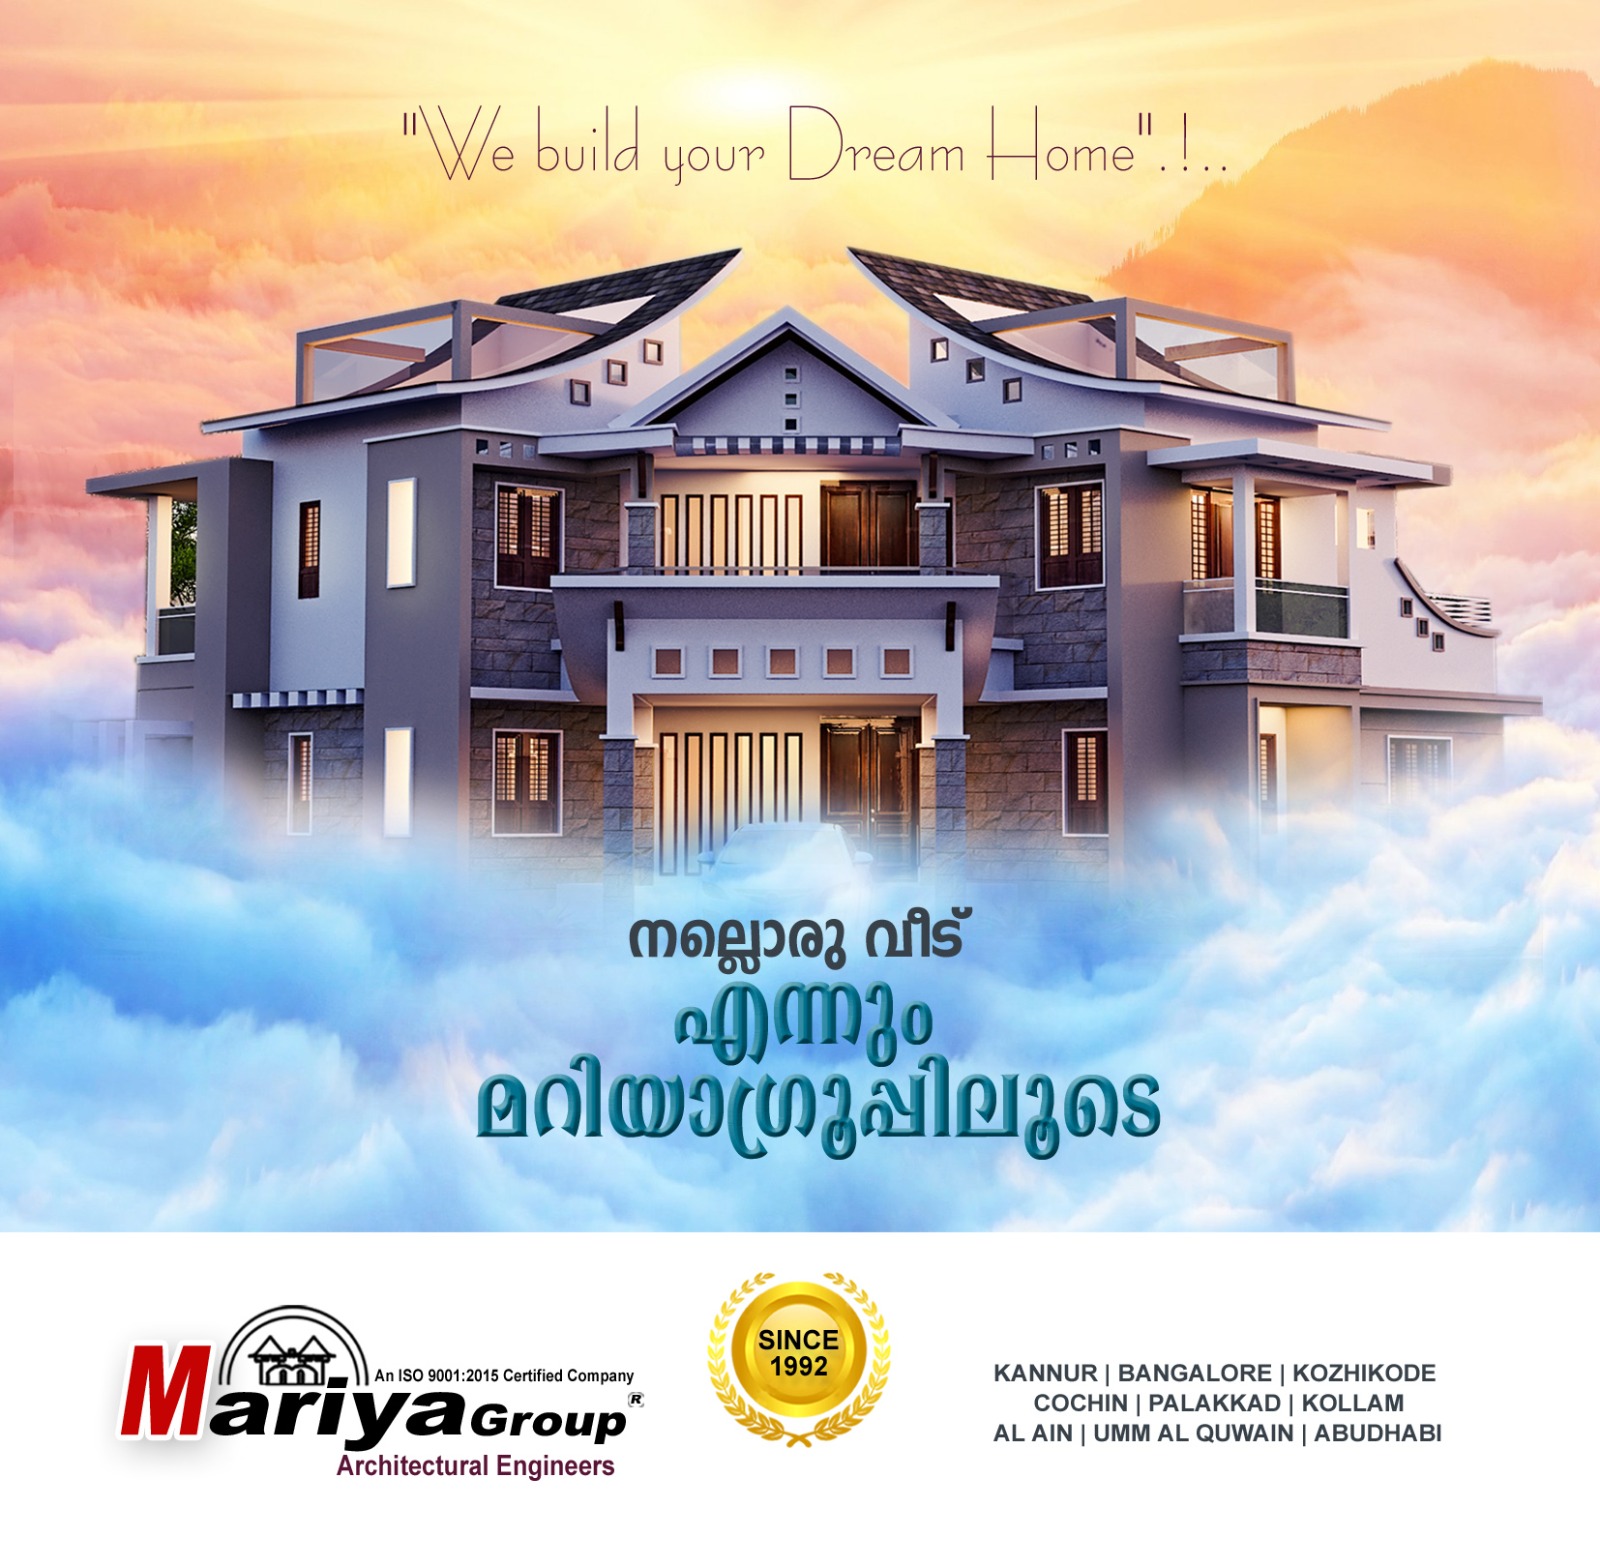 "We build your Dream Home".!..
നല്ലൊരു വീട്
എന്നും
മറിയാഗ്രൂപ്പിലൂടെ
An ISO 9001:2015 Certified Company
Mariya Group ®
Architectural Engineers
SINCE
1992
KANNUR | BANGALORE | KOZHIKODE
COCHIN | PALAKKAD | KOLLAM
AL AIN | UMM AL QUWAIN | ABUDHABI